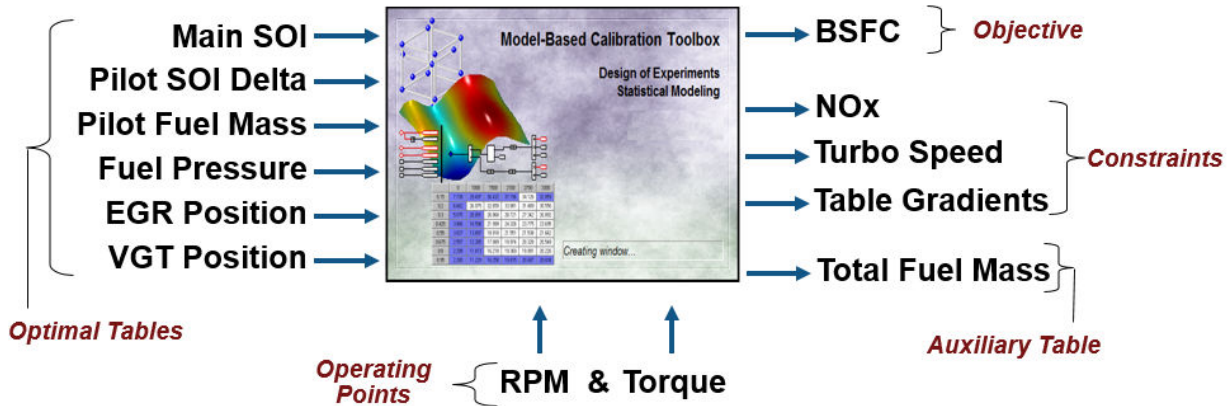 Main SOI
Pilot SOI Delta
Pilot Fuel Mass
Fuel Pressure
EGR Position
VGT Position
Optimal Tables
Model-Based Calibration Toolbox
Design of Experiments
Statistical Modeling
Creating window...
BSFC
Objective
NOx
Turbo Speed
Table Gradients
Constraints
Total Fuel Mass
Auxiliary Table
Operating
Points
RPM & Torque